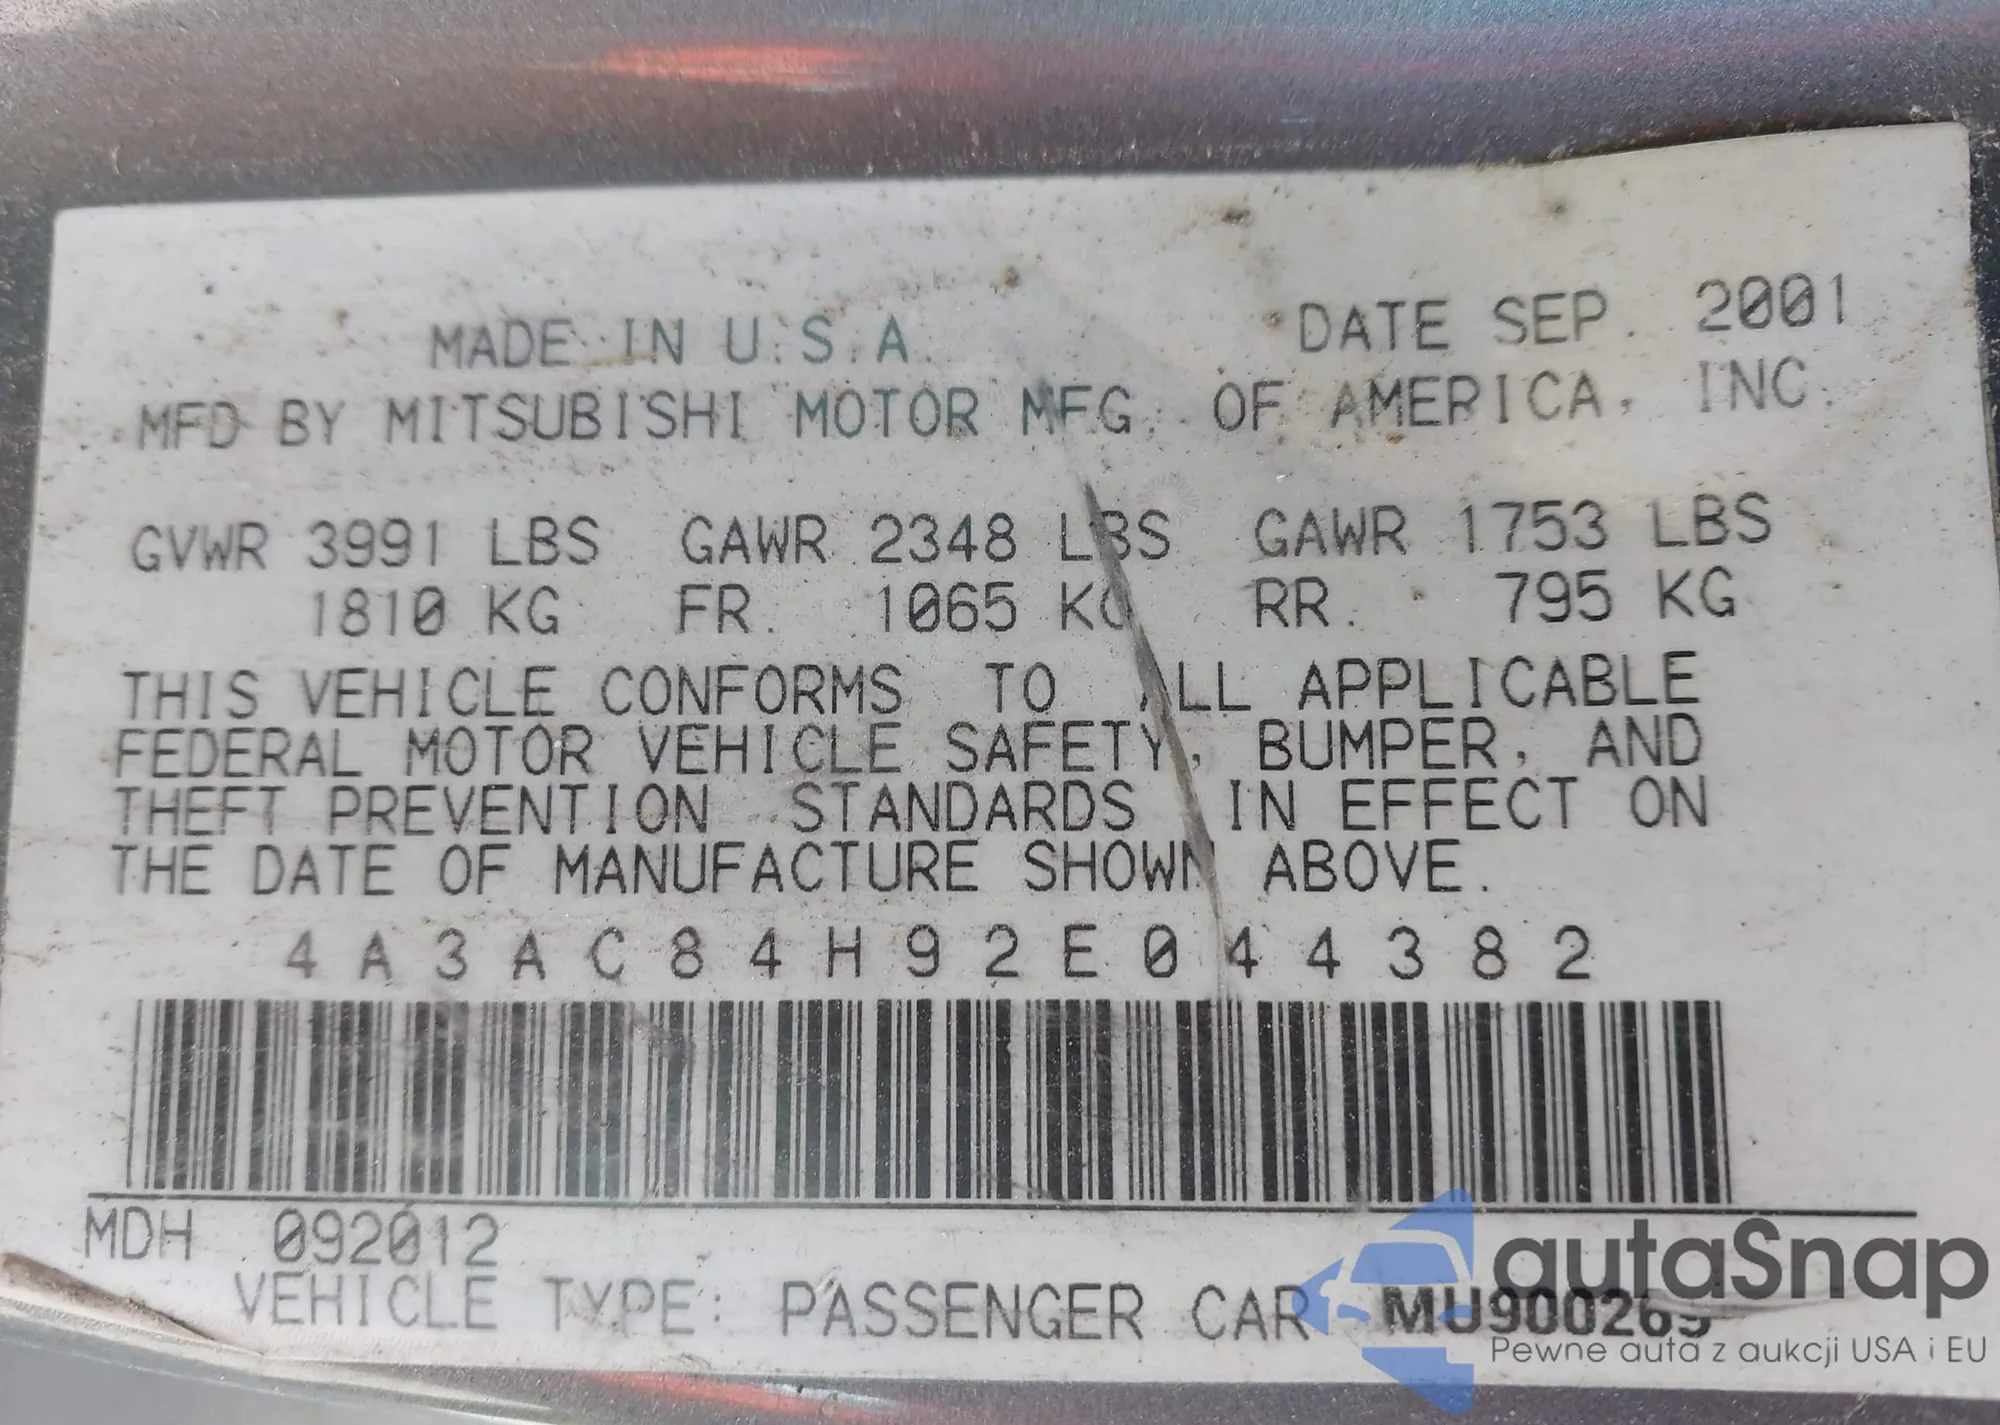 MADE IN U.S.A. DATE SEP. 2001
MFD BY MITSUBISHI MOTOR MFG. OF AMERICA, INC.
GVWR 3991 LBS GAWR 2348 LBS GAWR 1753 LBS
1810 KG FR. 1065 KG RR. 795 KG
THIS VEHICLE CONFORMS TO ALL APPLICABLE
FEDERAL MOTOR VEHICLE SAFETY, BUMPER, AND
THEFT PREVENTION STANDARDS IN EFFECT ON
THE DATE OF MANUFACTURE SHOWN ABOVE.
4A3AC84H92E044382
MDH 092012
VEHICLE TYPE: PASSENGER CAR MU900265
autaSnap
Pewne auta z aukcji USA i EU